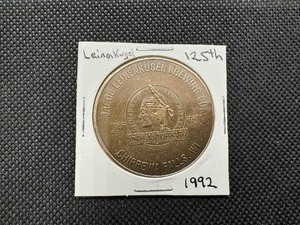 Leinenkugel 125th
JACOB LEINENKUGEL BREWING CO.
CHIPPEWA FALLS, WI.
1992